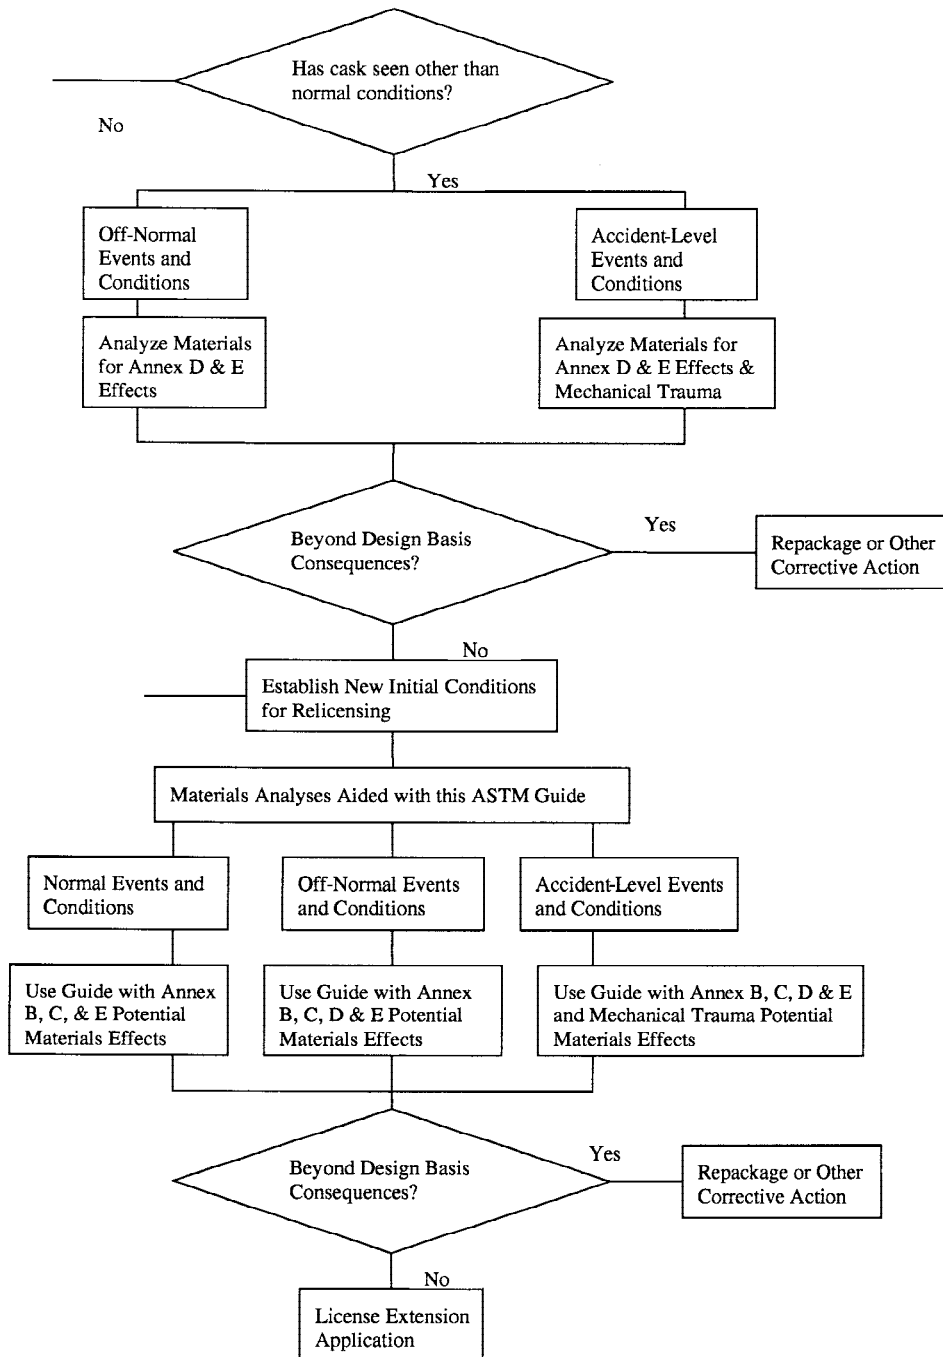 Has cask seen other than
normal conditions?
No
Yes
Off-Normal
Events and
Conditions
Accident-Level
Events and
Conditions
Analyze Materials
for Annex D & E
Effects
Analyze Materials for
Annex D & E Effects &
Mechanical Trauma
Beyond Design Basis
Consequences?
Yes
Repackage or Other
Corrective Action
No
Establish New Initial Conditions
for Relicensing
Materials Analyses Aided with this ASTM Guide
Normal Events and
Conditions
Off-Normal Events
and Conditions
Accident-Level Events
and Conditions
Use Guide with Annex
B, C, & E Potential
Materials Effects
Use Guide with Annex
B, C, D & E Potential
Materials Effects
Use Guide with Annex B, C, D & E
and Mechanical Trauma Potential
Materials Effects
Beyond Design Basis
Consequences?
Yes
Repackage or Other
Corrective Action
No
License Extension
Application